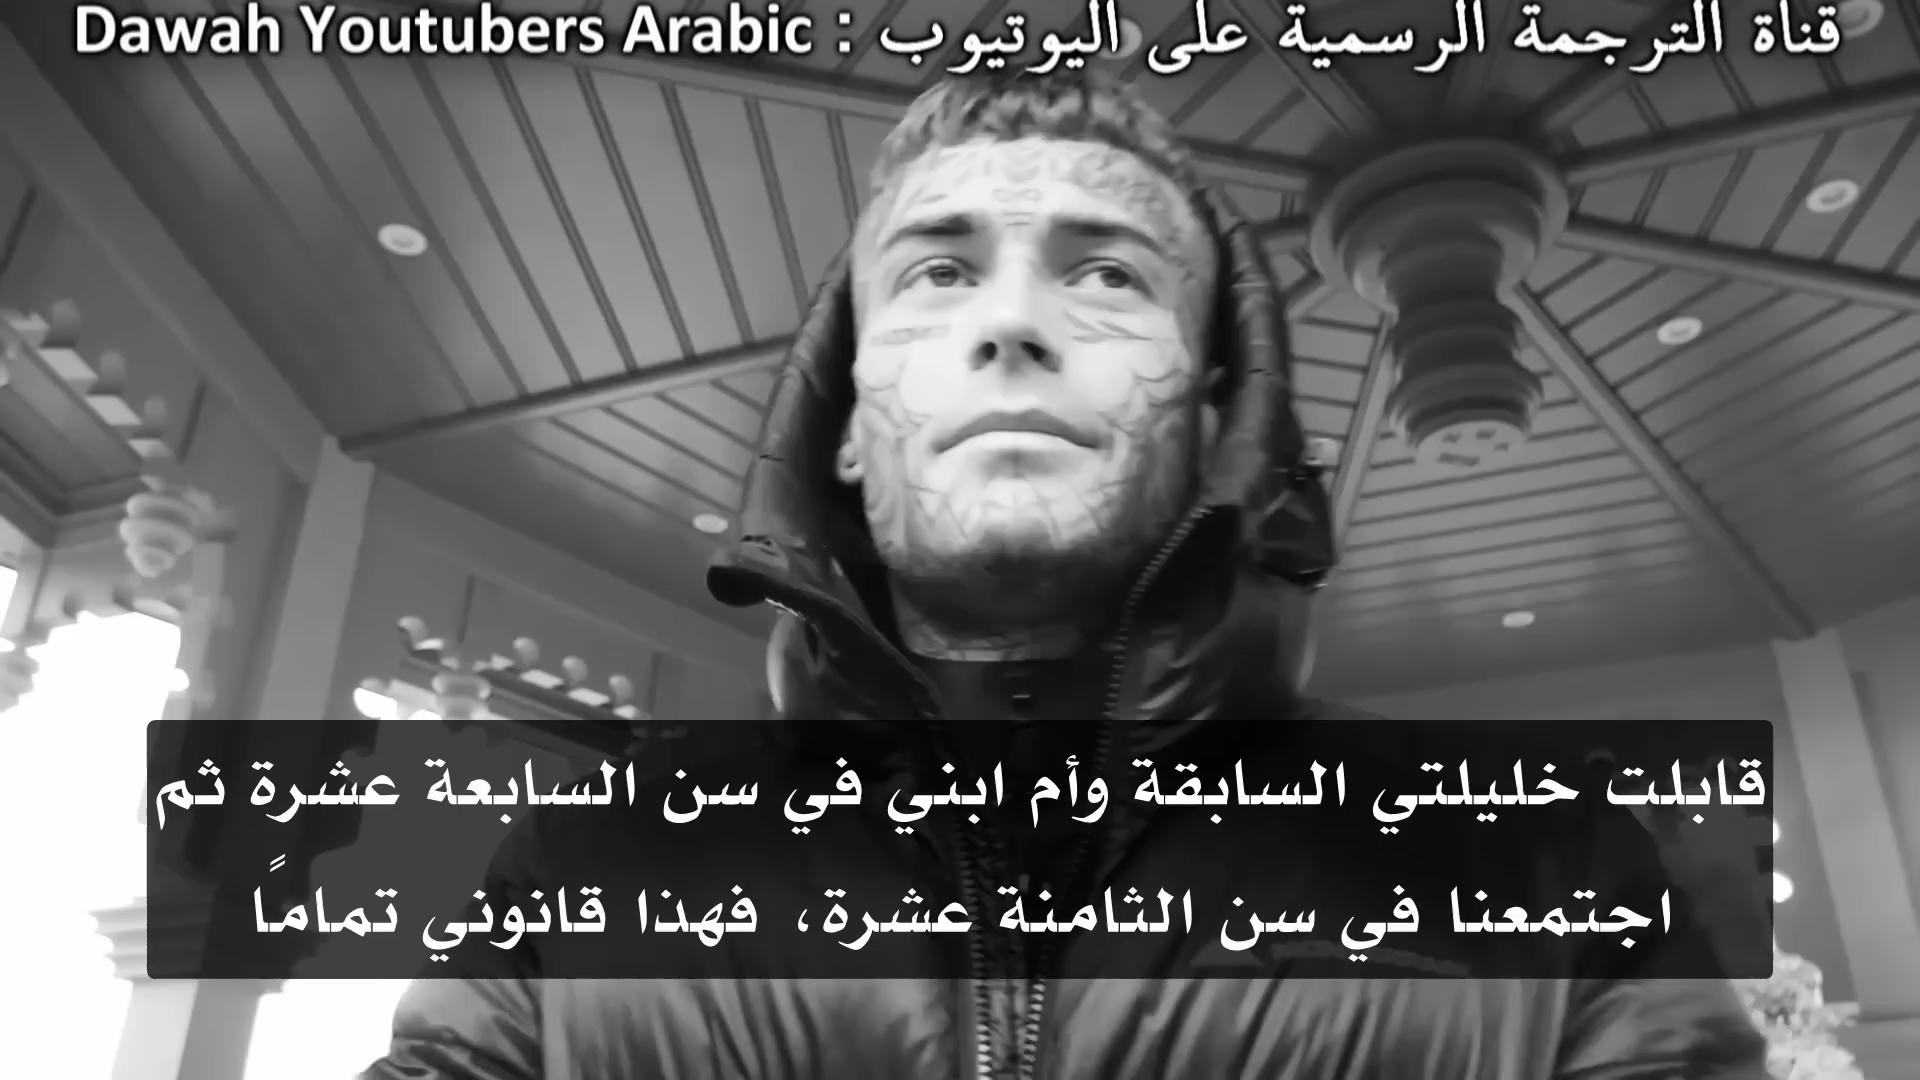 قناة الترجمة الرسمية على اليوتيوب : Dawah Youtubers Arabic
قابلت خليلتي السابقة وأم ابني في سن السابعة عشرة ثم
اجتمعنا في سن الثامنة عشرة، فهذا قانوني تماماً